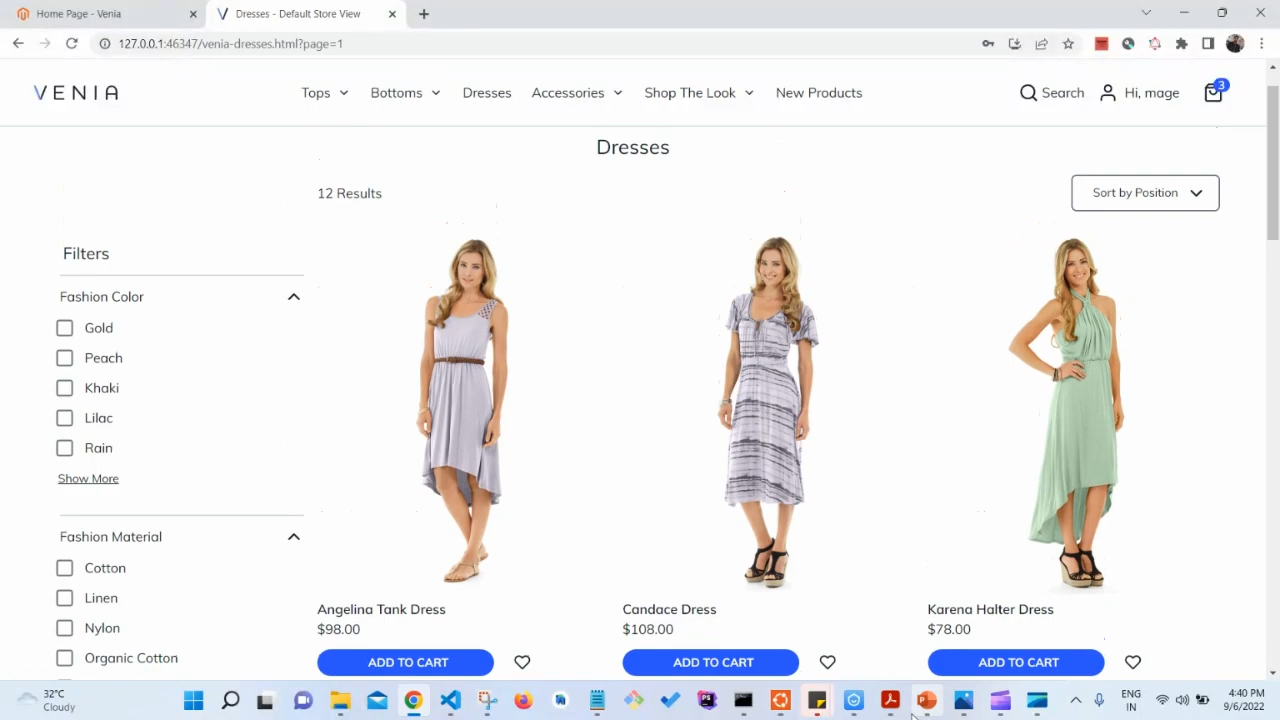 Home Page - Venia
Dresses - Default Store View
127.0.0.1:46347/venia-dresses.html?page=1
VENIA
Tops
Bottoms
Dresses
Accessories
Shop The Look
New Products
Search
Hi, mage
3
Dresses
12 Results
Sort by Position
Filters
Fashion Color
Gold
Peach
Khaki
Lilac
Rain
Show More
Fashion Material
Cotton
Linen
Nylon
Organic Cotton
Angelina Tank Dress
$98.00
ADD TO CART
Candace Dress
$108.00
ADD TO CART
Karena Halter Dress
$78.00
ADD TO CART
32°C
Cloudy
PS
ENG
IN
4:40 PM
9/6/2022